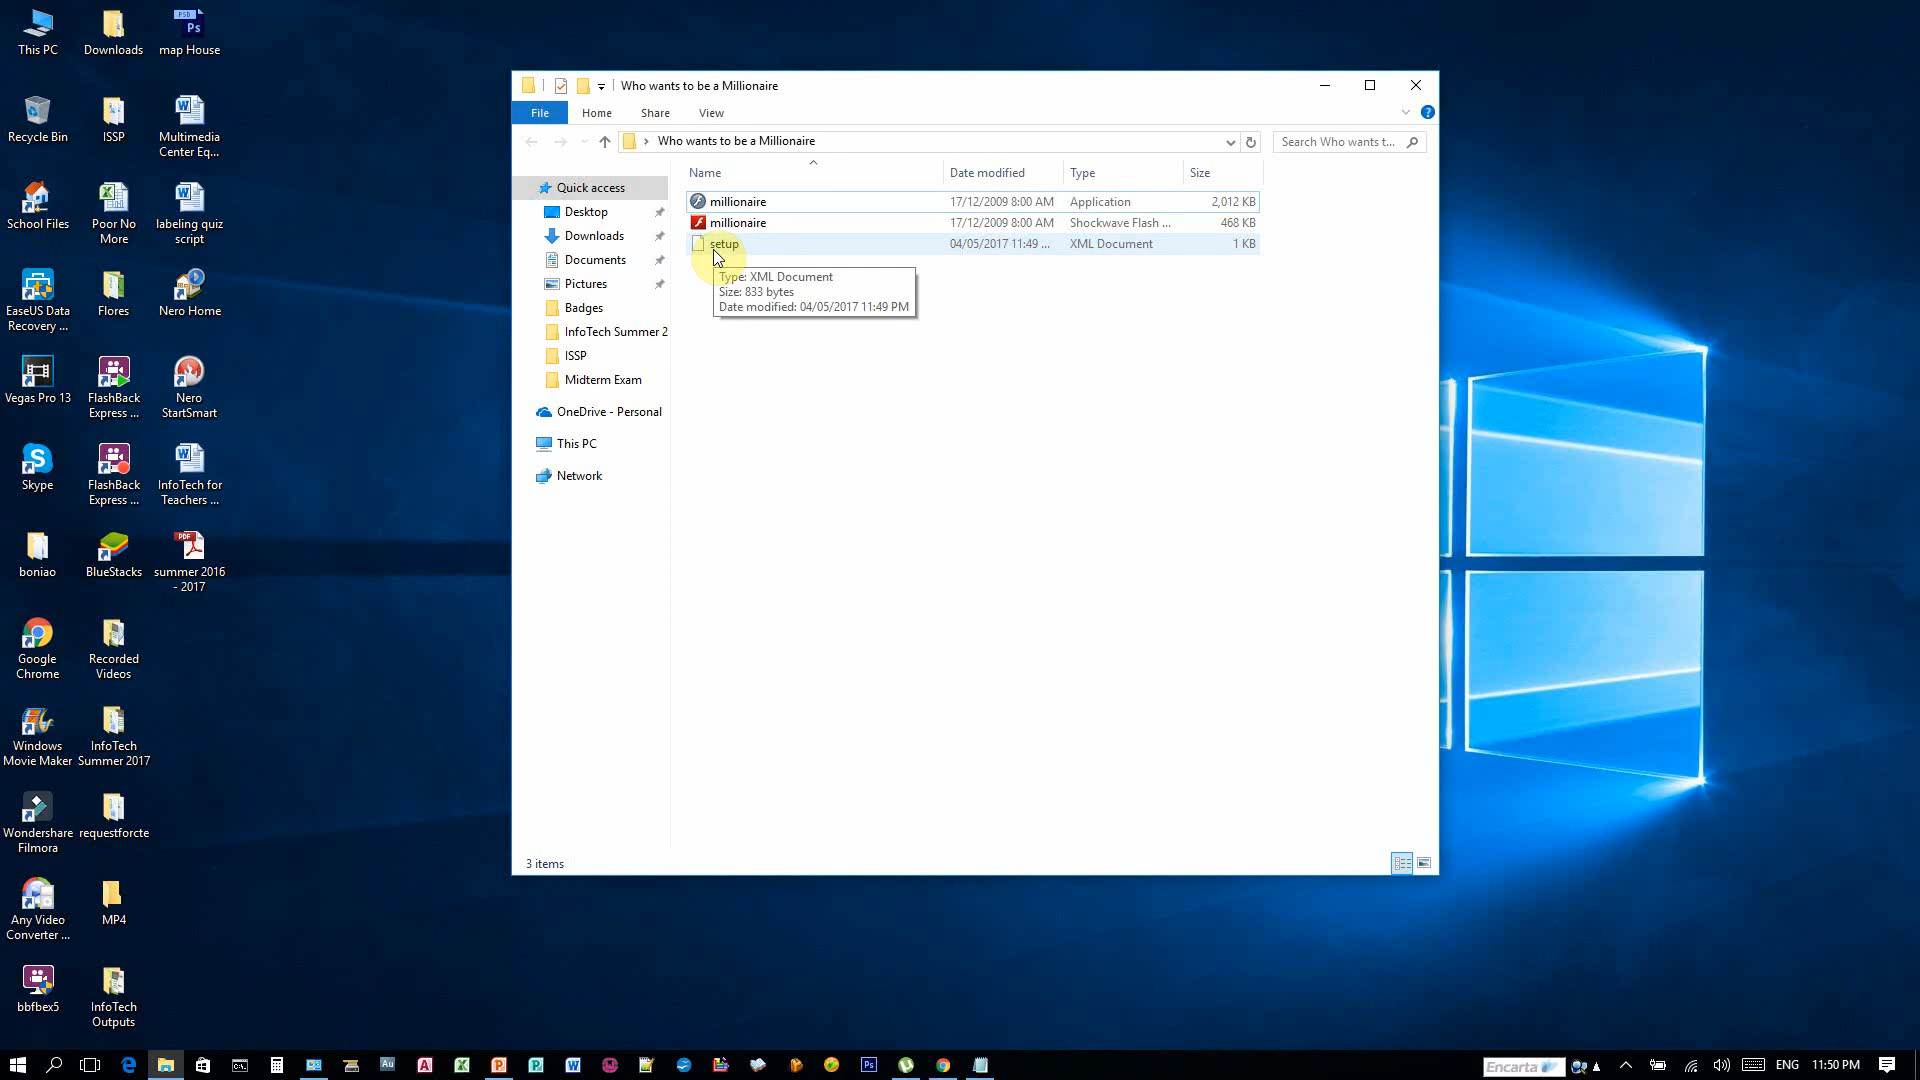 This PC
Downloads
PSD
Ps
map House
Recycle Bin
ISSP
Multimedia
Center Eq...
School Files
Poor No
More
labeling quiz
script
EaseUS Data
Recovery ...
Flores
Nero Home
Vegas Pro 13
FlashBack
Express ...
Nero
StartSmart
Skype
FlashBack
Express ...
InfoTech for
Teachers ...
boniao
BlueStacks
PDF
summer 2016
- 2017
Google
Chrome
Recorded
Videos
Windows
Movie Maker
InfoTech
Summer 2017
Wondershare
Filmora
requestforcte
Any Video
Converter ...
MP4
bbfbex5
InfoTech
Outputs
Who wants to be a Millionaire
File
Home
Share
View
Who wants to be a Millionaire
Search Who wants t...
Name
Date modified
Type
Size
millionaire 17/12/2009 8:00 AM Application 2,012 KB
millionaire 17/12/2009 8:00 AM Shockwave Flash ... 468 KB
setup 04/05/2017 11:49 ... XML Document 1 KB
Type: XML Document
Size: 833 bytes
Date modified: 04/05/2017 11:49 PM
Quick access
Desktop
Downloads
Documents
Pictures
Badges
InfoTech Summer 2
ISSP
Midterm Exam
OneDrive - Personal
This PC
Network
3 items
Au
Ps
Encarta
ENG
11:50 PM